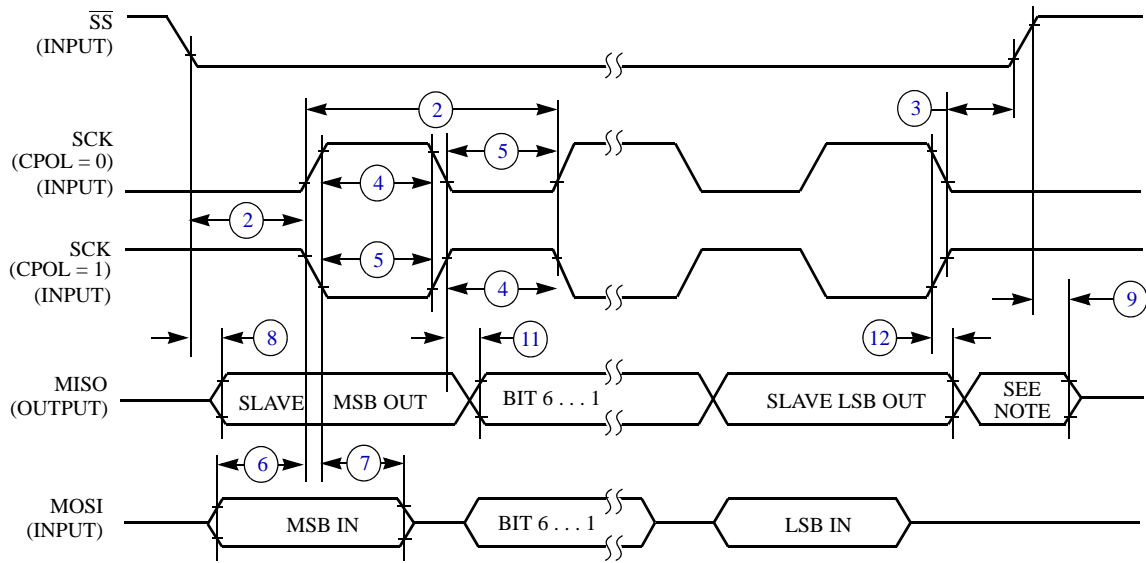 SS
(INPUT)
2
3
SCK
(CPOL = 0)
(INPUT)
5
4
2
SCK
(CPOL = 1)
(INPUT)
5
4
9
8
11
12
MISO
(OUTPUT)
SLAVE MSB OUT
BIT 6 . . . 1
SLAVE LSB OUT
SEE
NOTE
6
7
MOSI
(INPUT)
MSB IN
BIT 6 . . . 1
LSB IN